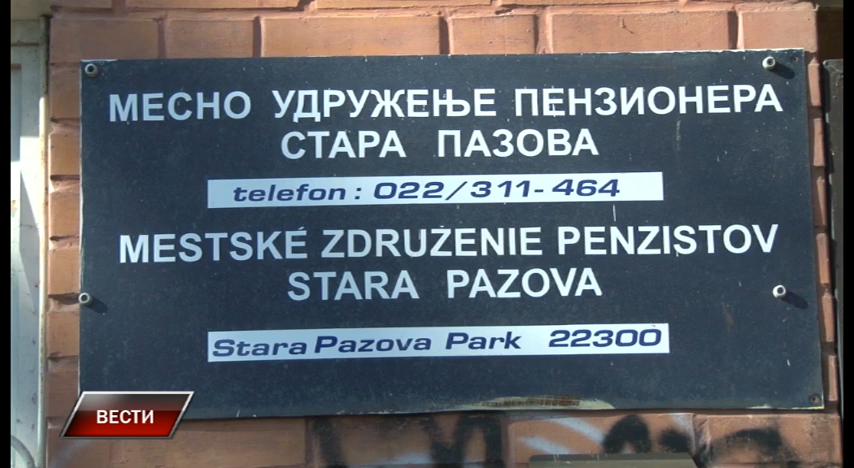 МЕСНО УДРУЖЕЊЕ ПЕНЗИОНЕРА
СТАРА ПАЗОВА
telefon: 022/311-464
MESTSKÉ ZDRUŽENIE PENZISTOV
STARA PAZOVA
Stara Pazova Park 22300
ВЕСТИ